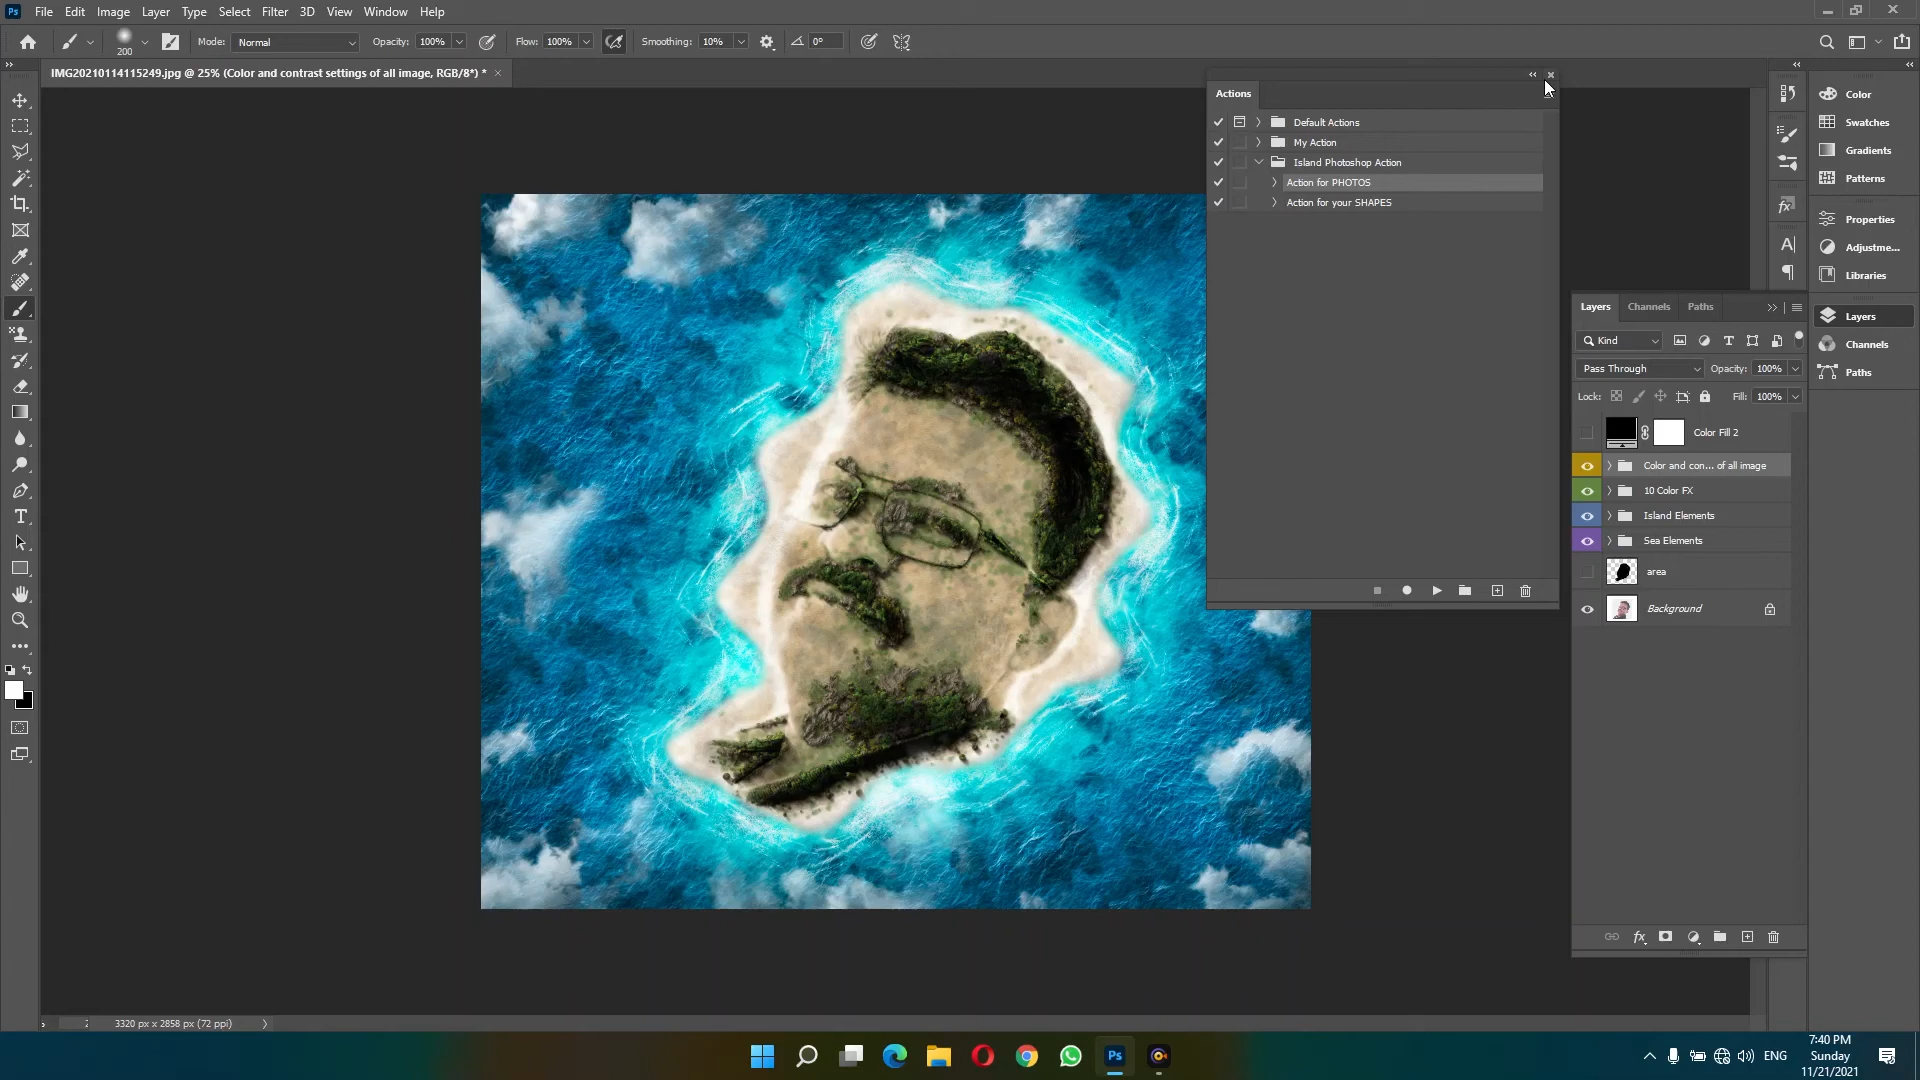 Ps File Edit Image Layer Type Select Filter 3D View Window Help
200 Mode: Normal Opacity: 100% Flow: 100% Smoothing: 10% 0°
IMG20210114115249.jpg @ 25% (Color and contrast settings of all image, RGB/8*) *
Actions
Default Actions
My Action
Island Photoshop Action
Action for PHOTOS
Action for your SHAPES
Color
Swatches
Gradients
Patterns
Properties
Adjustme...
Libraries
Layers
Channels
Paths
Layers Channels Paths
Kind
Pass Through Opacity: 100%
Lock: Fill: 100%
Color Fill 2
Color and con... of all image
10 Color FX
Island Elements
Sea Elements
area
Background
3320 px x 2858 px (72 ppi)
Ps
ENG
7:40 PM
Sunday
11/21/2021